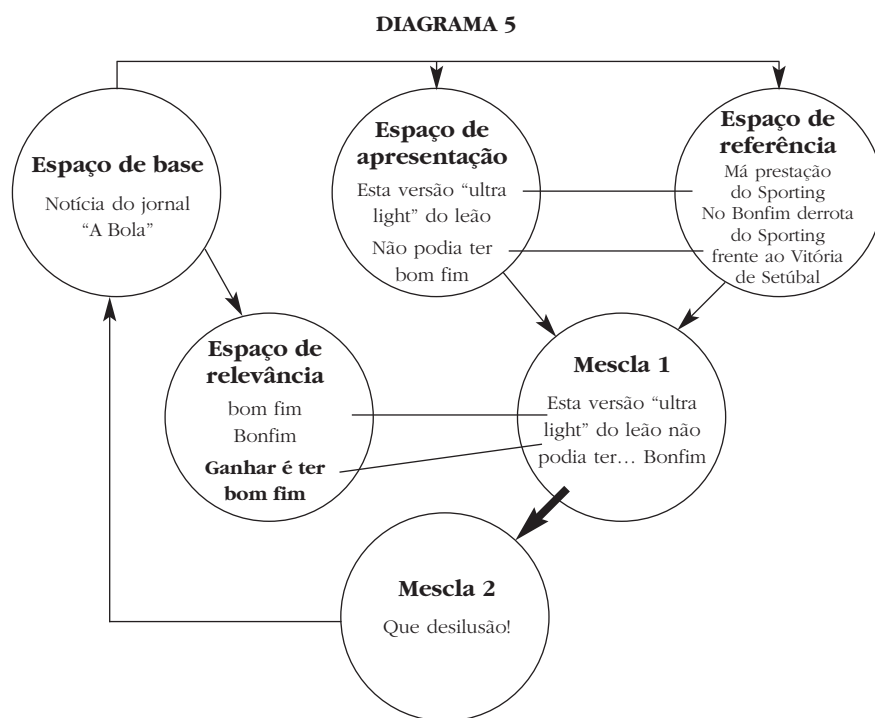 DIAGRAMA 5
Espaço de base
Notícia do jornal
“A Bola”
Espaço de
apresentação
Esta versão “ultra
light” do leão
Não podia ter
bom fim
Espaço de
referência
Má prestação
do Sporting
No Bonfim derrota
do Sporting
frente ao Vitória
de Setúbal
Espaço de
relevância
bom fim
Bonfim
Ganhar é ter
bom fim
Mescla 1
Esta versão “ultra
light” do leão não
podia ter… Bonfim
Mescla 2
Que desilusão!